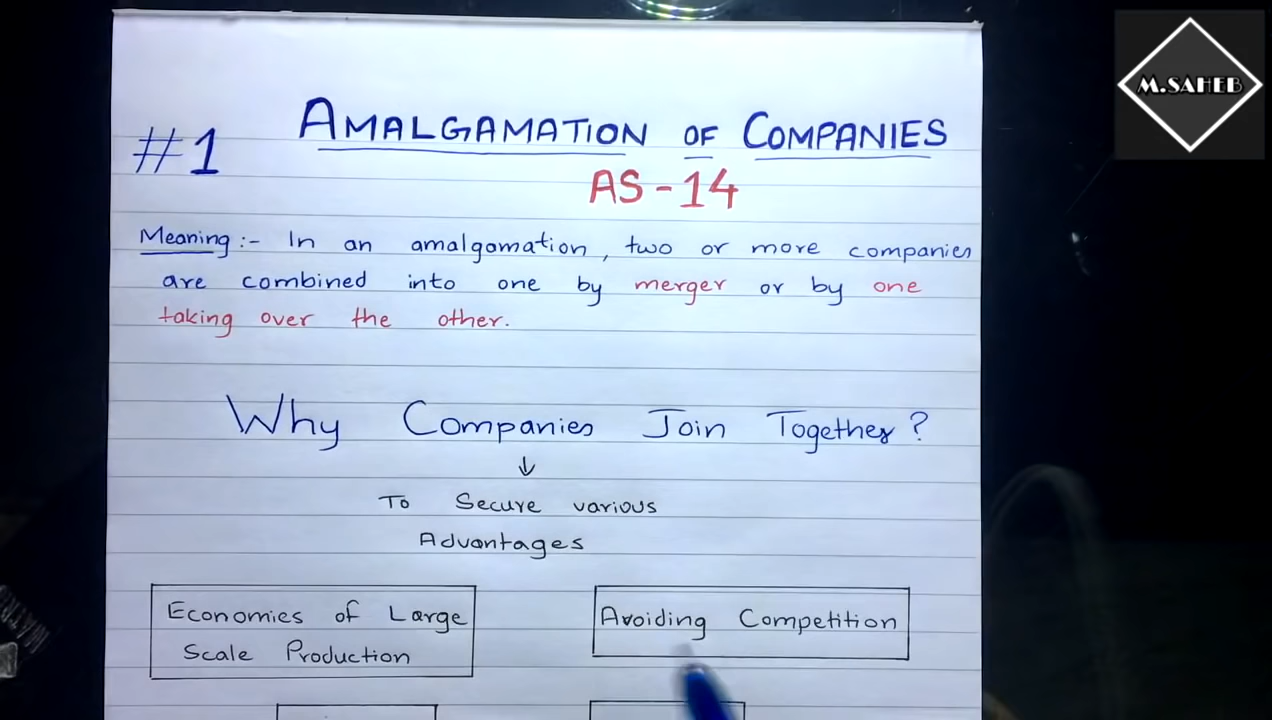 M.SAHEB
#1
AMALGAMATION OF COMPANIES
AS-14
Meaning :- In an amalgamation, two or more companies
are combined into one by merger or by one
taking over the other.
Why Companies Join Together?
↓
To Secure various
Advantages
Economies of Large
Scale Production
Avoiding Competition